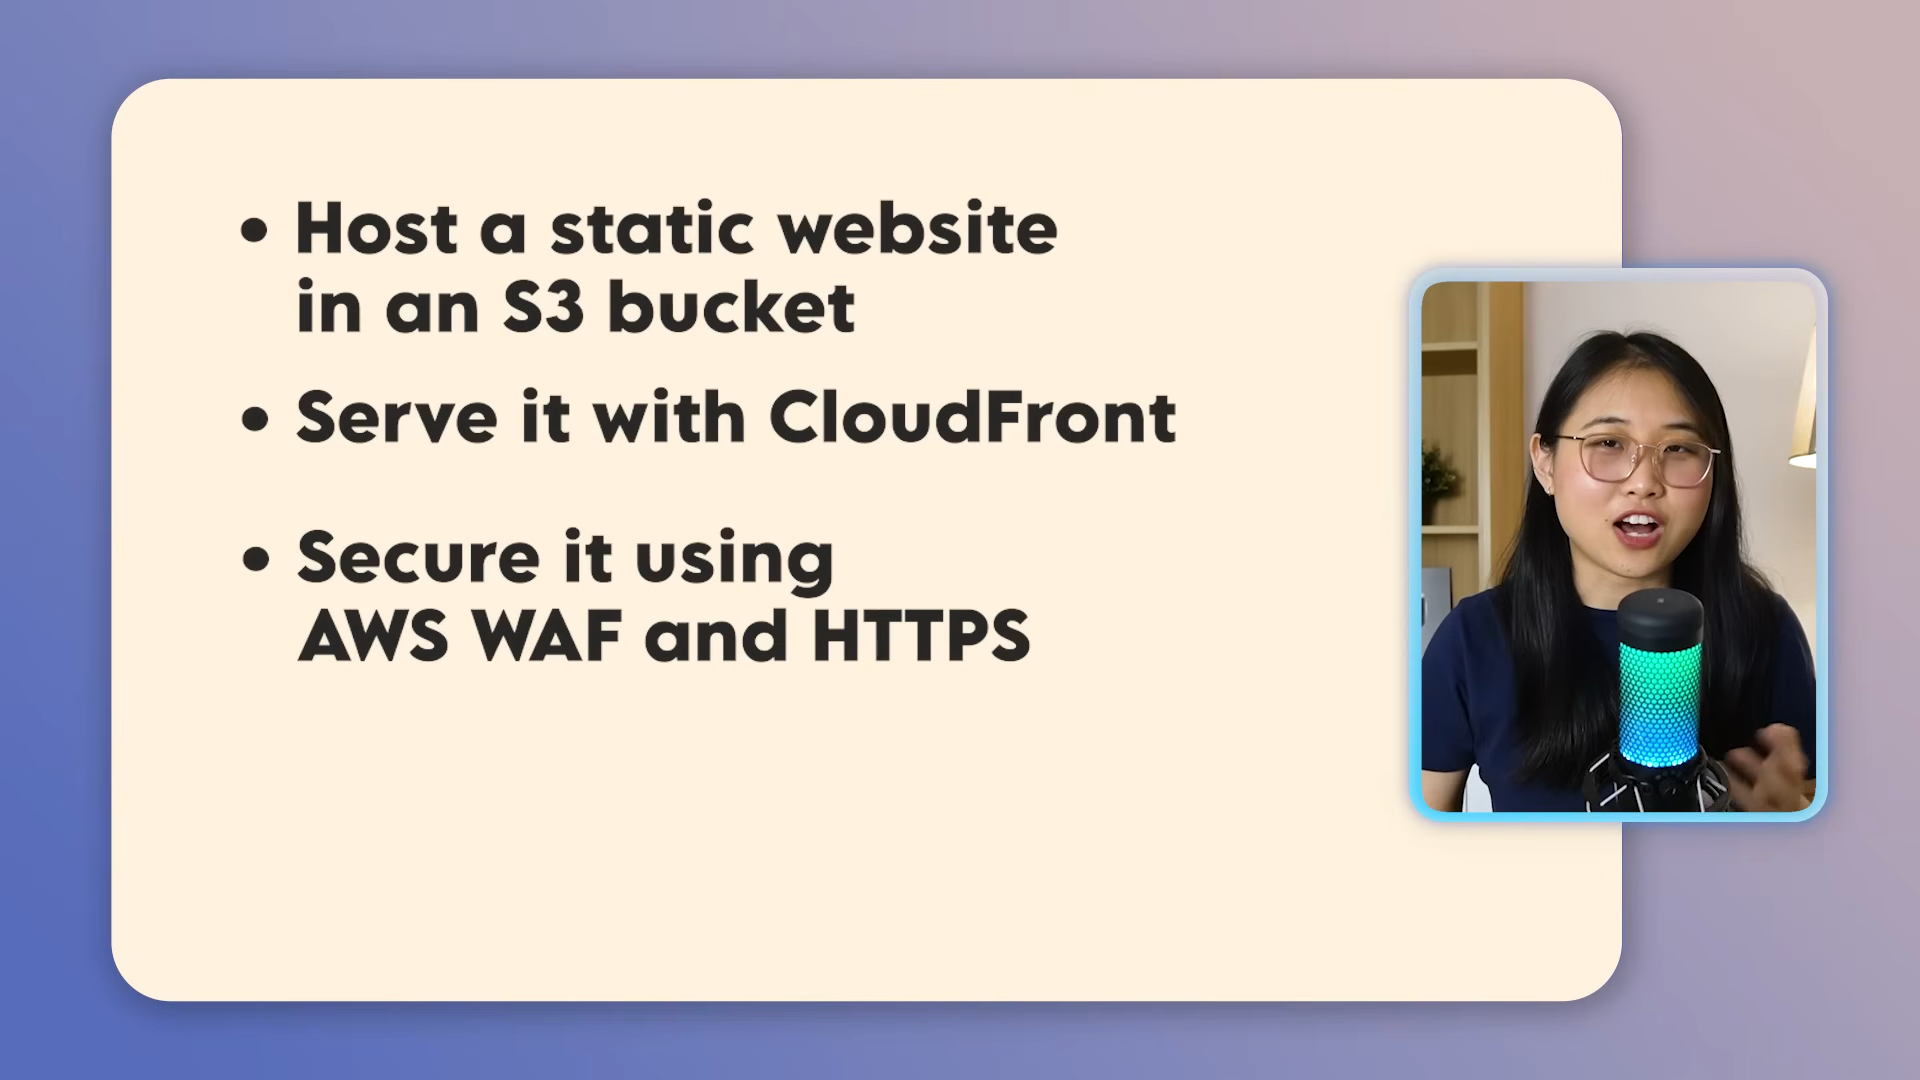 • Host a static website
in an S3 bucket
• Serve it with CloudFront
• Secure it using
AWS WAF and HTTPS